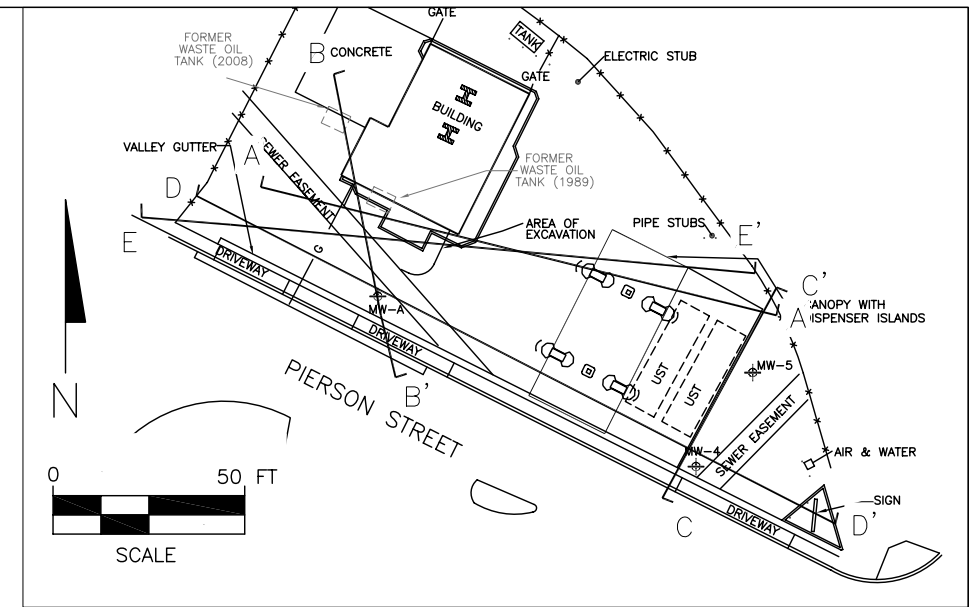 GATE
FORMER
WASTE OIL
TANK (2008)
B
CONCRETE
TANK
ELECTRIC STUB
GATE
BUILDING
VALLEY GUTTER
A
SEWER EASEMENT
FORMER
WASTE OIL
TANK (1989)
D
AREA OF
EXCAVATION
PIPE STUBS
E'
E
G
DRIVEWAY
C'
ANOPY WITH
ISPENSER ISLANDS
A
MW-A
DRIVEWAY
UST
UST
MW-5
B'
PIERSON STREET
N
SEWER EASEMENT
MW-4
AIR & WATER
0 50 FT
SCALE
SIGN
C
DRIVEWAY
D'